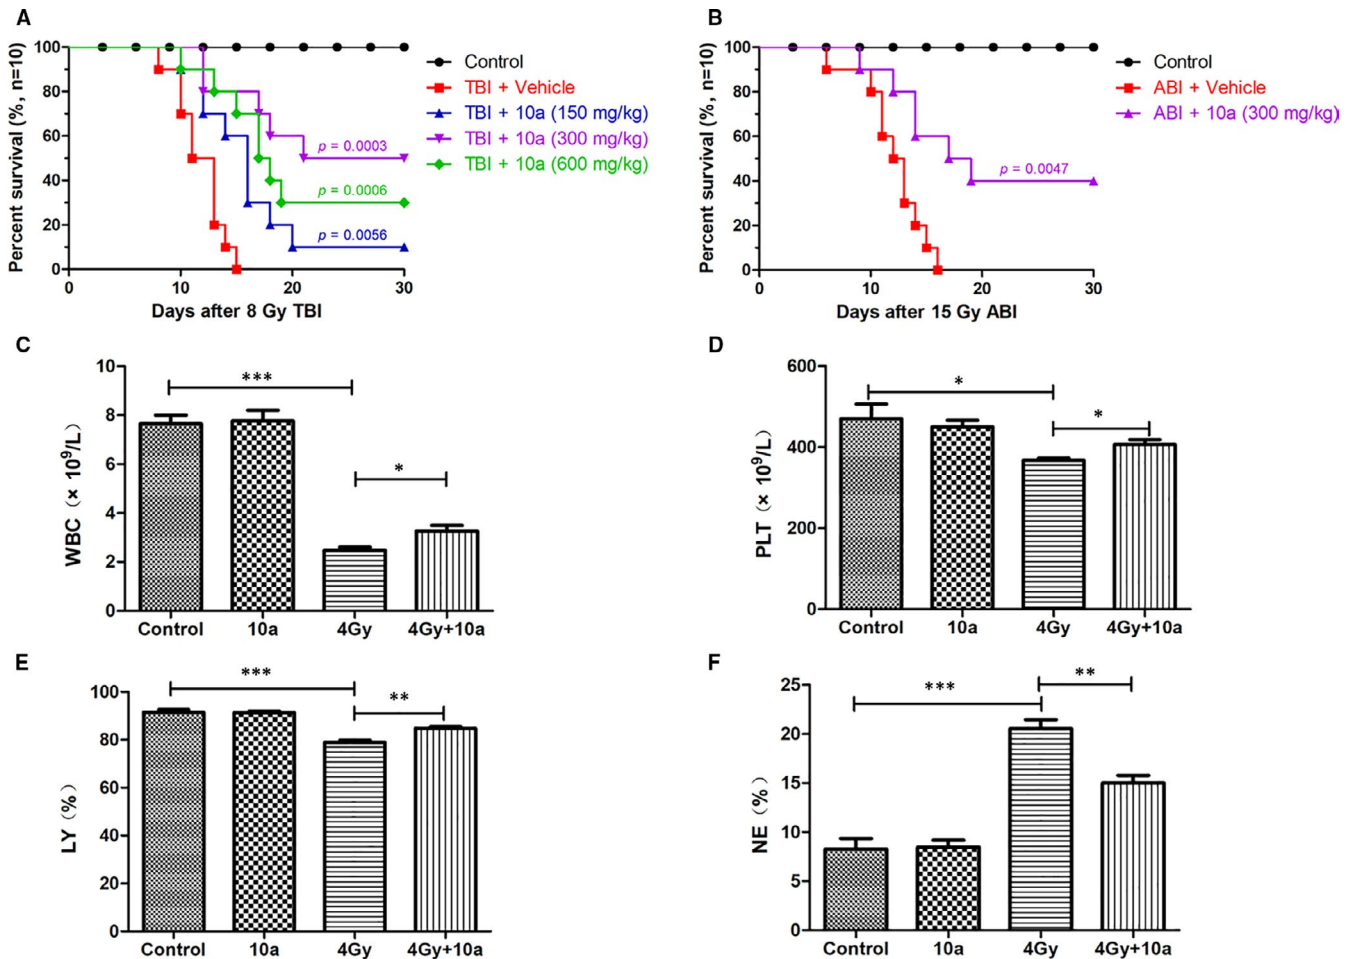 A
Percent survival (%, n=10)
100
80
60
40
20
0
p = 0.0003
p = 0.0006
p = 0.0056
0 10 20 30
Days after 8 Gy TBI
Control
TBI + Vehicle
TBI + 10a (150 mg/kg)
TBI + 10a (300 mg/kg)
TBI + 10a (600 mg/kg)
B
Percent survival (%, n=10)
100
80
60
40
20
0
p = 0.0047
0 10 20 30
Days after 15 Gy ABI
Control
ABI + Vehicle
ABI + 10a (300 mg/kg)
C
WBC (× 10⁹/L)
10
8
6
4
2
0
***
*
Control 10a 4Gy 4Gy+10a
D
PLT (× 10⁹/L)
600
400
200
0
*
*
Control 10a 4Gy 4Gy+10a
E
LY (%)
100
80
60
40
20
0
***
**
Control 10a 4Gy 4Gy+10a
F
NE (%)
25
20
15
10
5
0
***
**
Control 10a 4Gy 4Gy+10a